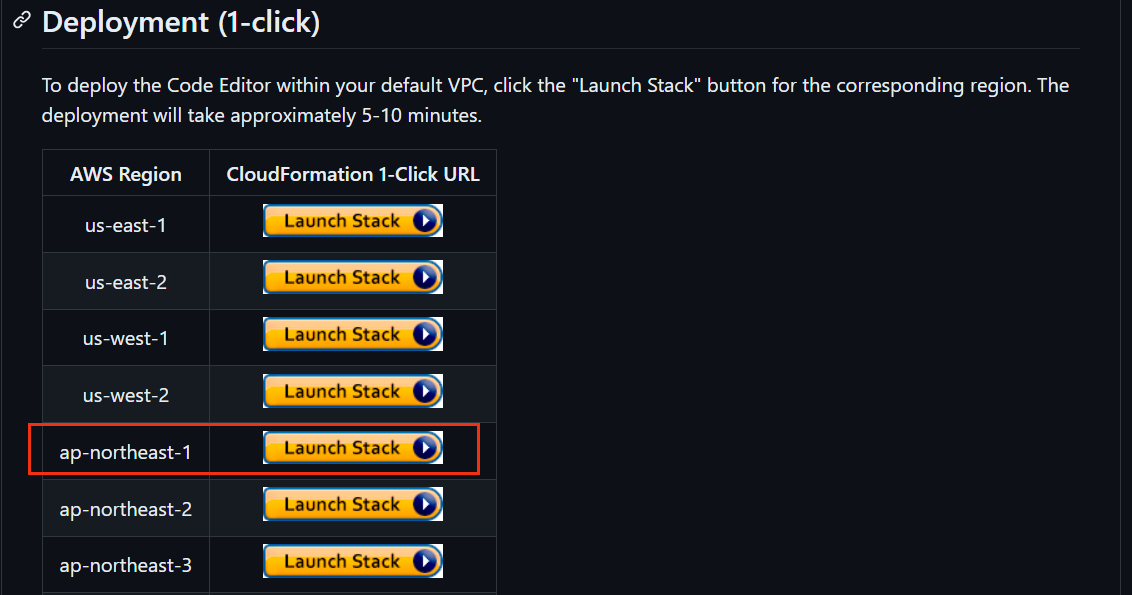 Deployment (1-click)
To deploy the Code Editor within your default VPC, click the "Launch Stack" button for the corresponding region. The
deployment will take approximately 5-10 minutes.
AWS Region CloudFormation 1-Click URL
us-east-1 Launch Stack
us-east-2 Launch Stack
us-west-1 Launch Stack
us-west-2 Launch Stack
ap-northeast-1 Launch Stack
ap-northeast-2 Launch Stack
ap-northeast-3 Launch Stack